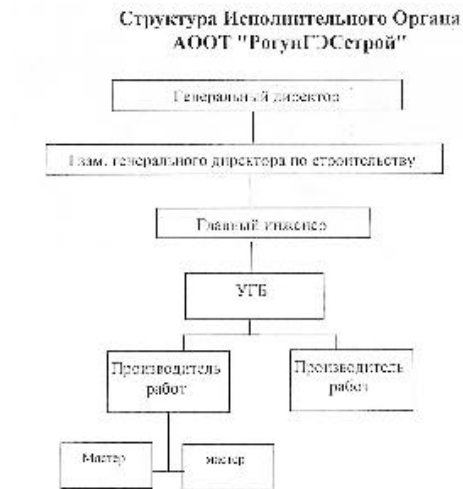 Структура Исполнительного Органа
АООТ "РогунГЭСстрой"
Генеральный директор
1 зам. генерального директора по строительству
Главный инженер
УГБ
Производитель
работ
Производитель
работ
Мастер
мастер